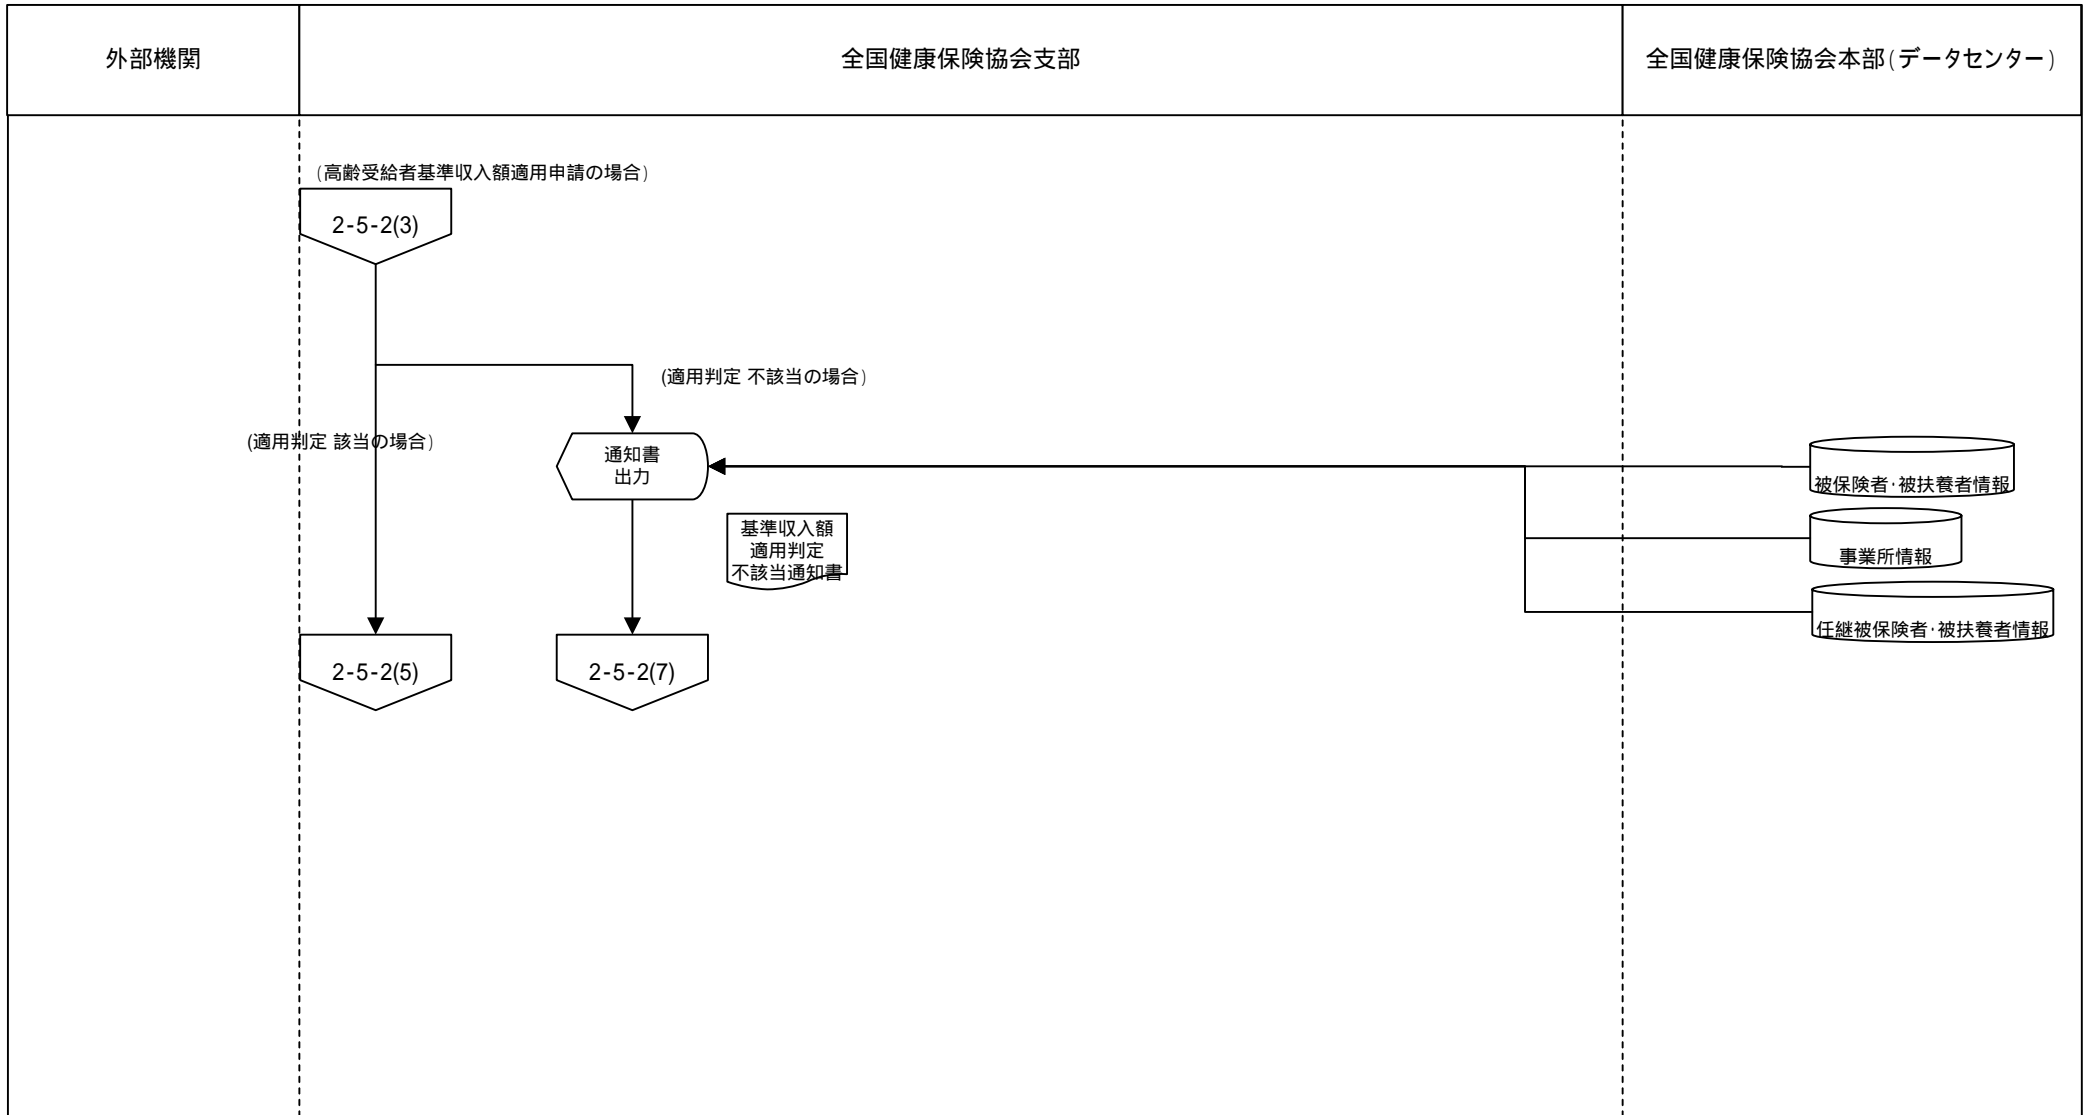 外部機関
全国健康保険協会支部
全国健康保険協会本部(データセンター)
(高齢受給者基準収入額適用申請の場合)
2-5-2(3)
(適用判定 不該当の場合)
(適用判定 該当の場合)
通知書
出力
被保険者・被扶養者情報
基準収入額
適用判定
不該当通知書
事業所情報
任継被保険者・被扶養者情報
2-5-2(5)
2-5-2(7)